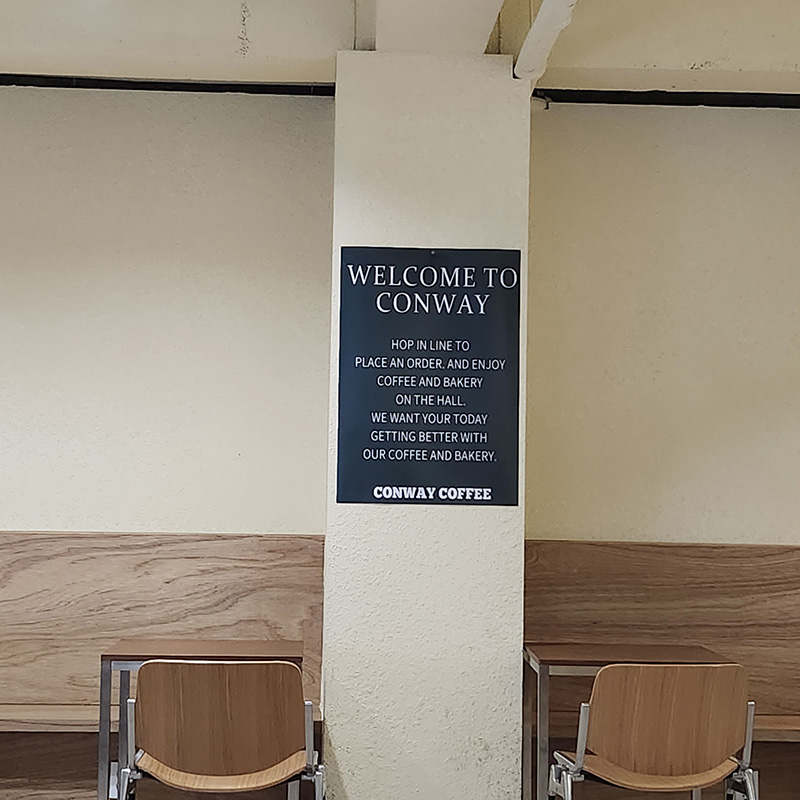 WELCOME TO
CONWAY
HOP IN LINE TO
PLACE AN ORDER. AND ENJOY
COFFEE AND BAKERY
ON THE HALL.
WE WANT YOUR TODAY
GETTING BETTER WITH
OUR COFFEE AND BAKERY.
CONWAY COFFEE